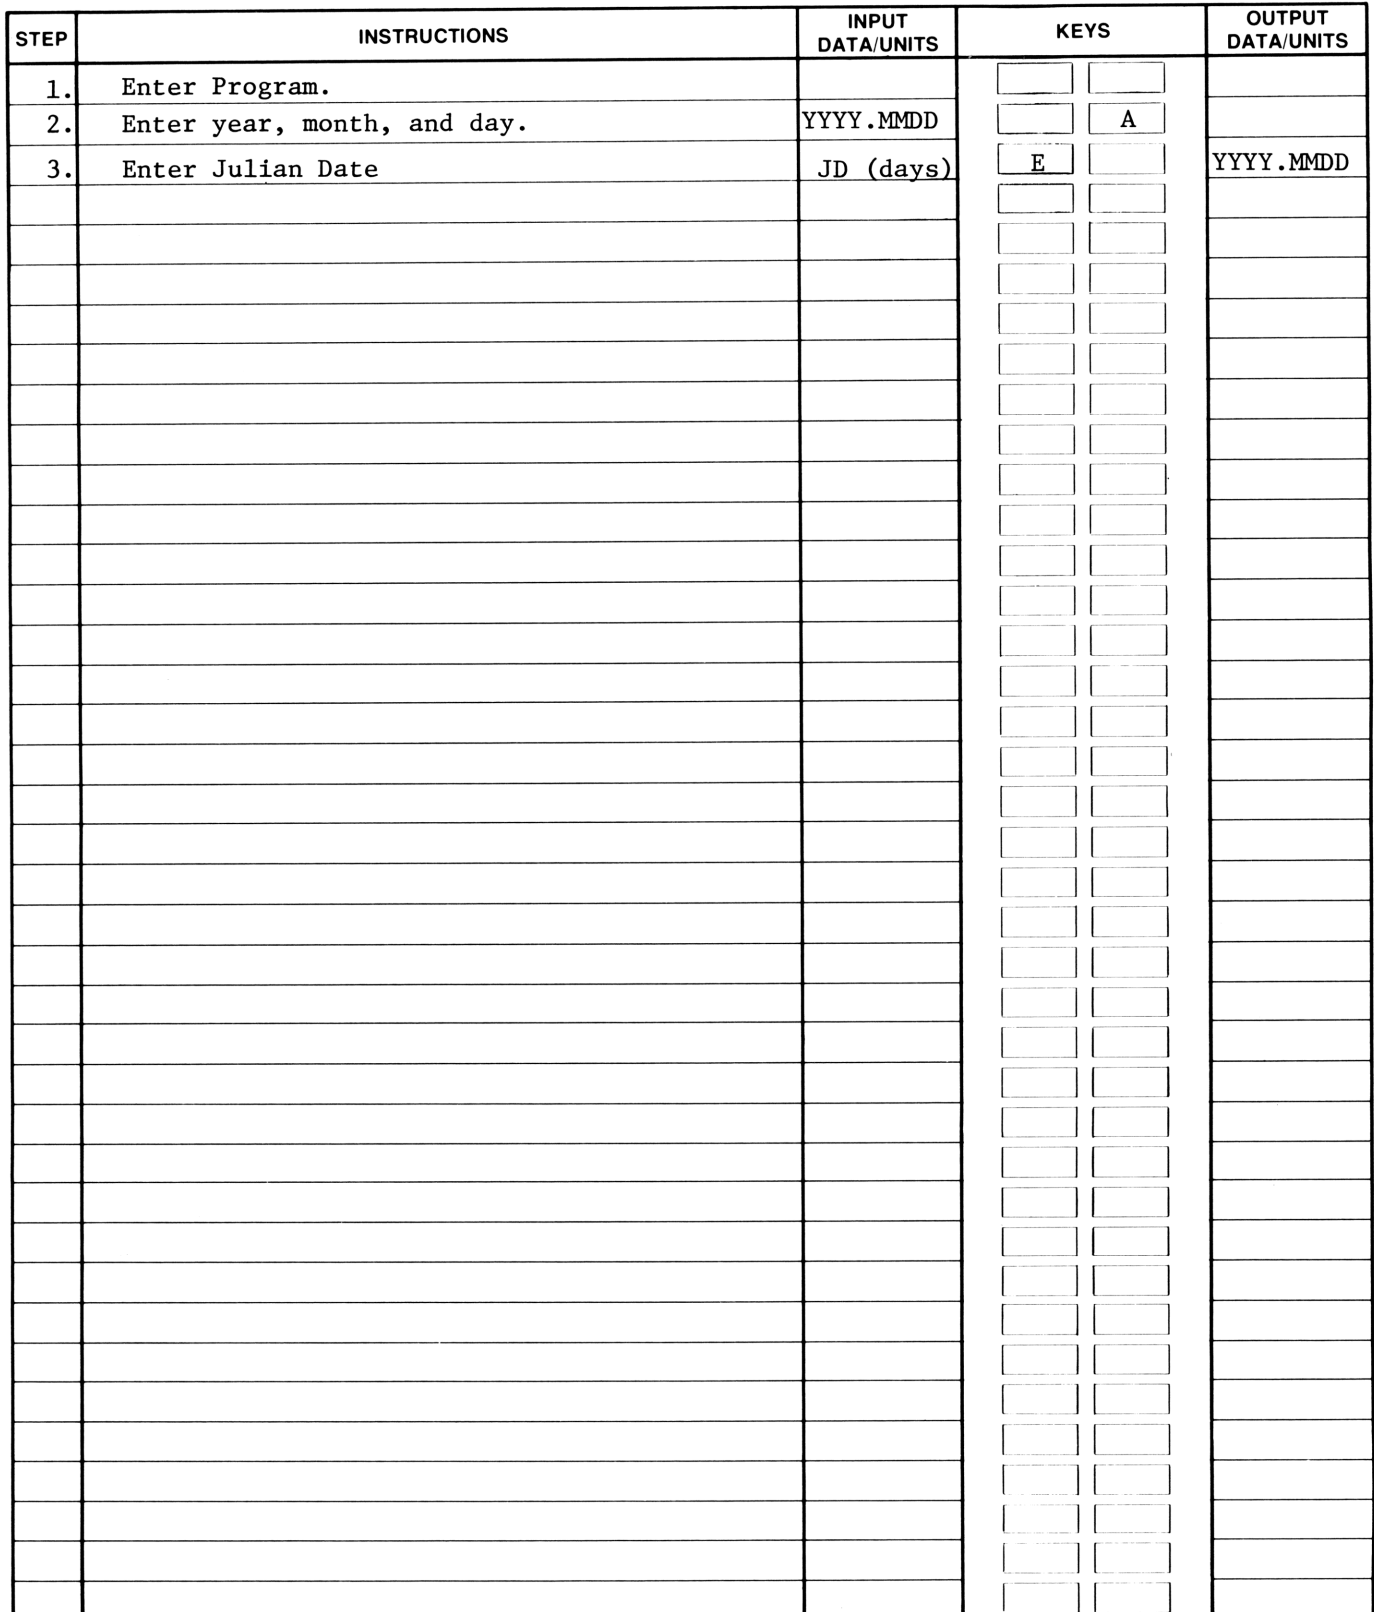 STEP INSTRUCTIONS INPUT DATA/UNITS KEYS OUTPUT DATA/UNITS
1. Enter Program.
2. Enter year, month, and day. YYYY.MMDD A
3. Enter Julian Date JD (days) E YYYY.MMDD